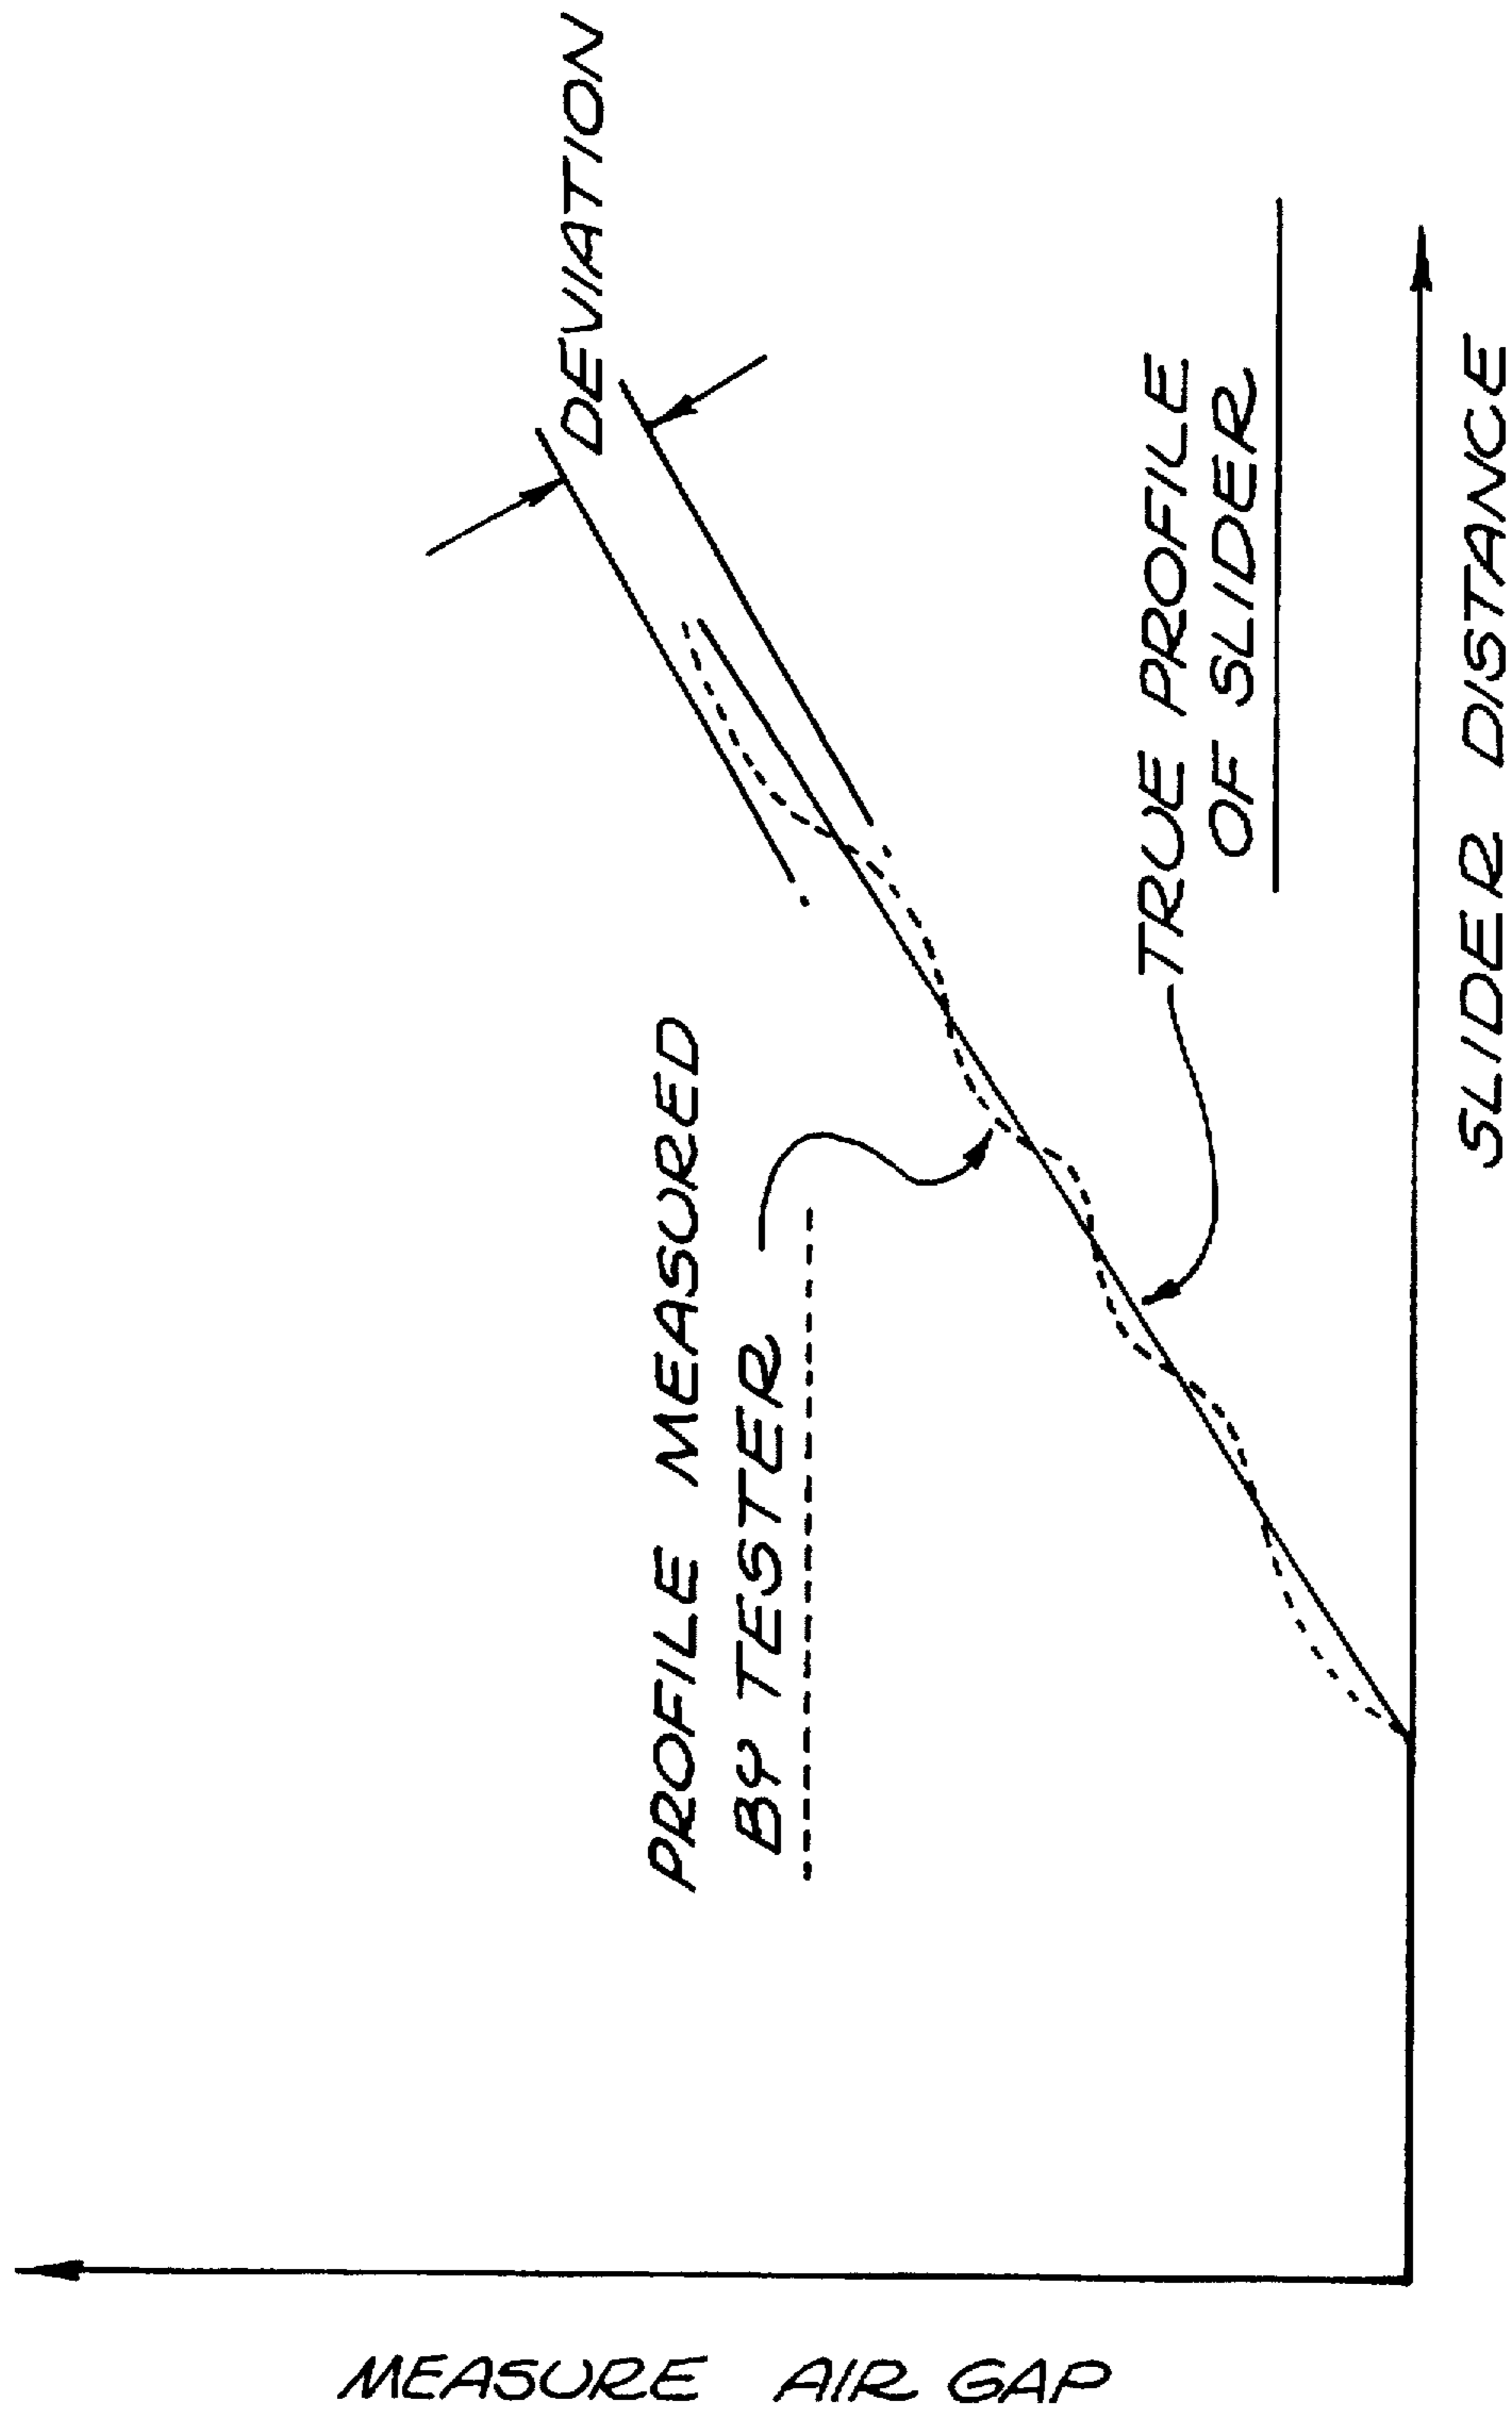 DEVIATION
PROFILE MEASURED
BY TESTER
TRUE PROFILE
OF SLIDER
SLIDER DISTANCE
MEASURE AIR GAP